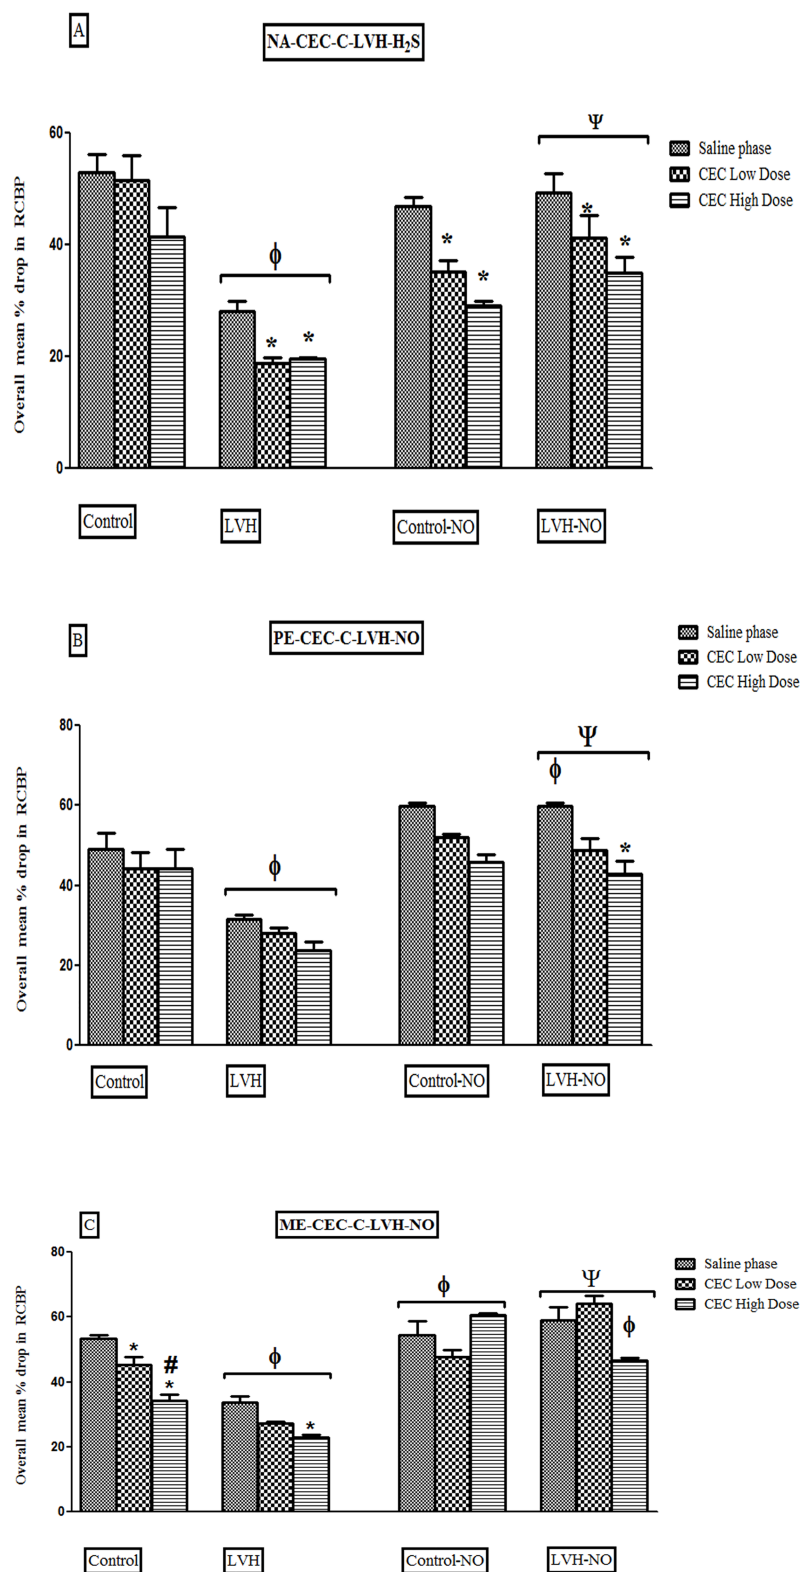 A
NA-CEC-C-LVH-H₂S
Overall mean % drop in RCBP
60
40
20
0
ϕ
*
*
*
*
Ψ
*
*
Saline phase
CEC Low Dose
CEC High Dose
Control
LVH
Control-NO
LVH-NO
B
PE-CEC-C-LVH-NO
Saline phase
CEC Low Dose
CEC High Dose
Overall mean % drop in RCBP
80
60
40
20
0
ϕ
Ψ
ϕ
*
Control
LVH
Control-NO
LVH-NO
C
ME-CEC-C-LVH-NO
Saline phase
CEC Low Dose
CEC High Dose
Overall mean % drop in RCBP
80
60
40
20
0
*
#
*
ϕ
*
ϕ
Ψ
ϕ
Control
LVH
Control-NO
LVH-NO